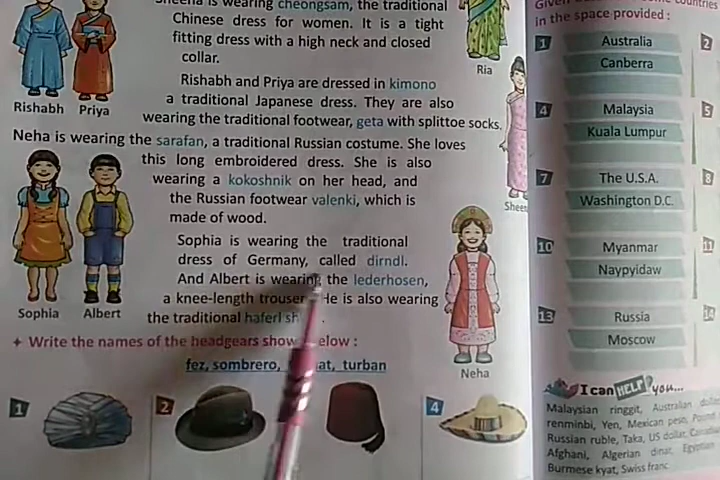 Sheena is wearing cheongsam, the traditional
Chinese dress for women. It is a tight
fitting dress with a high neck and closed
collar.
Rishabh and Priya are dressed in kimono
a traditional Japanese dress. They are also
wearing the traditional footwear, geta with splittoe socks.
Neha is wearing the sarafan, a traditional Russian costume. She loves
this long embroidered dress. She is also
wearing a kokoshnik on her head, and
the Russian footwear valenki, which is
made of wood.
Sophia is wearing the traditional
dress of Germany, called dirndl.
And Albert is wearing the lederhosen,
a knee-length trouser. He is also wearing
the traditional haferl
Rishabh Priya
Ria
Sophia Albert
Neha
+ Write the names of the headgears below :
fez, sombrero, turban
1
2
4
in the space provided :
1 Australia
Canberra
2
4 Malaysia
Kuala Lumpur
5
7 The U.S.A.
Washington D.C.
8
10 Myanmar
Naypyidaw
11
13 Russia
Moscow
14
I can HELP you...
Malaysian ringgit, Australian
renminbi, Yen, Mexican peso,
Russian ruble, Taka, US dollar,
Afghani, Algerian dinar,
Burmese kyat, Swiss franc